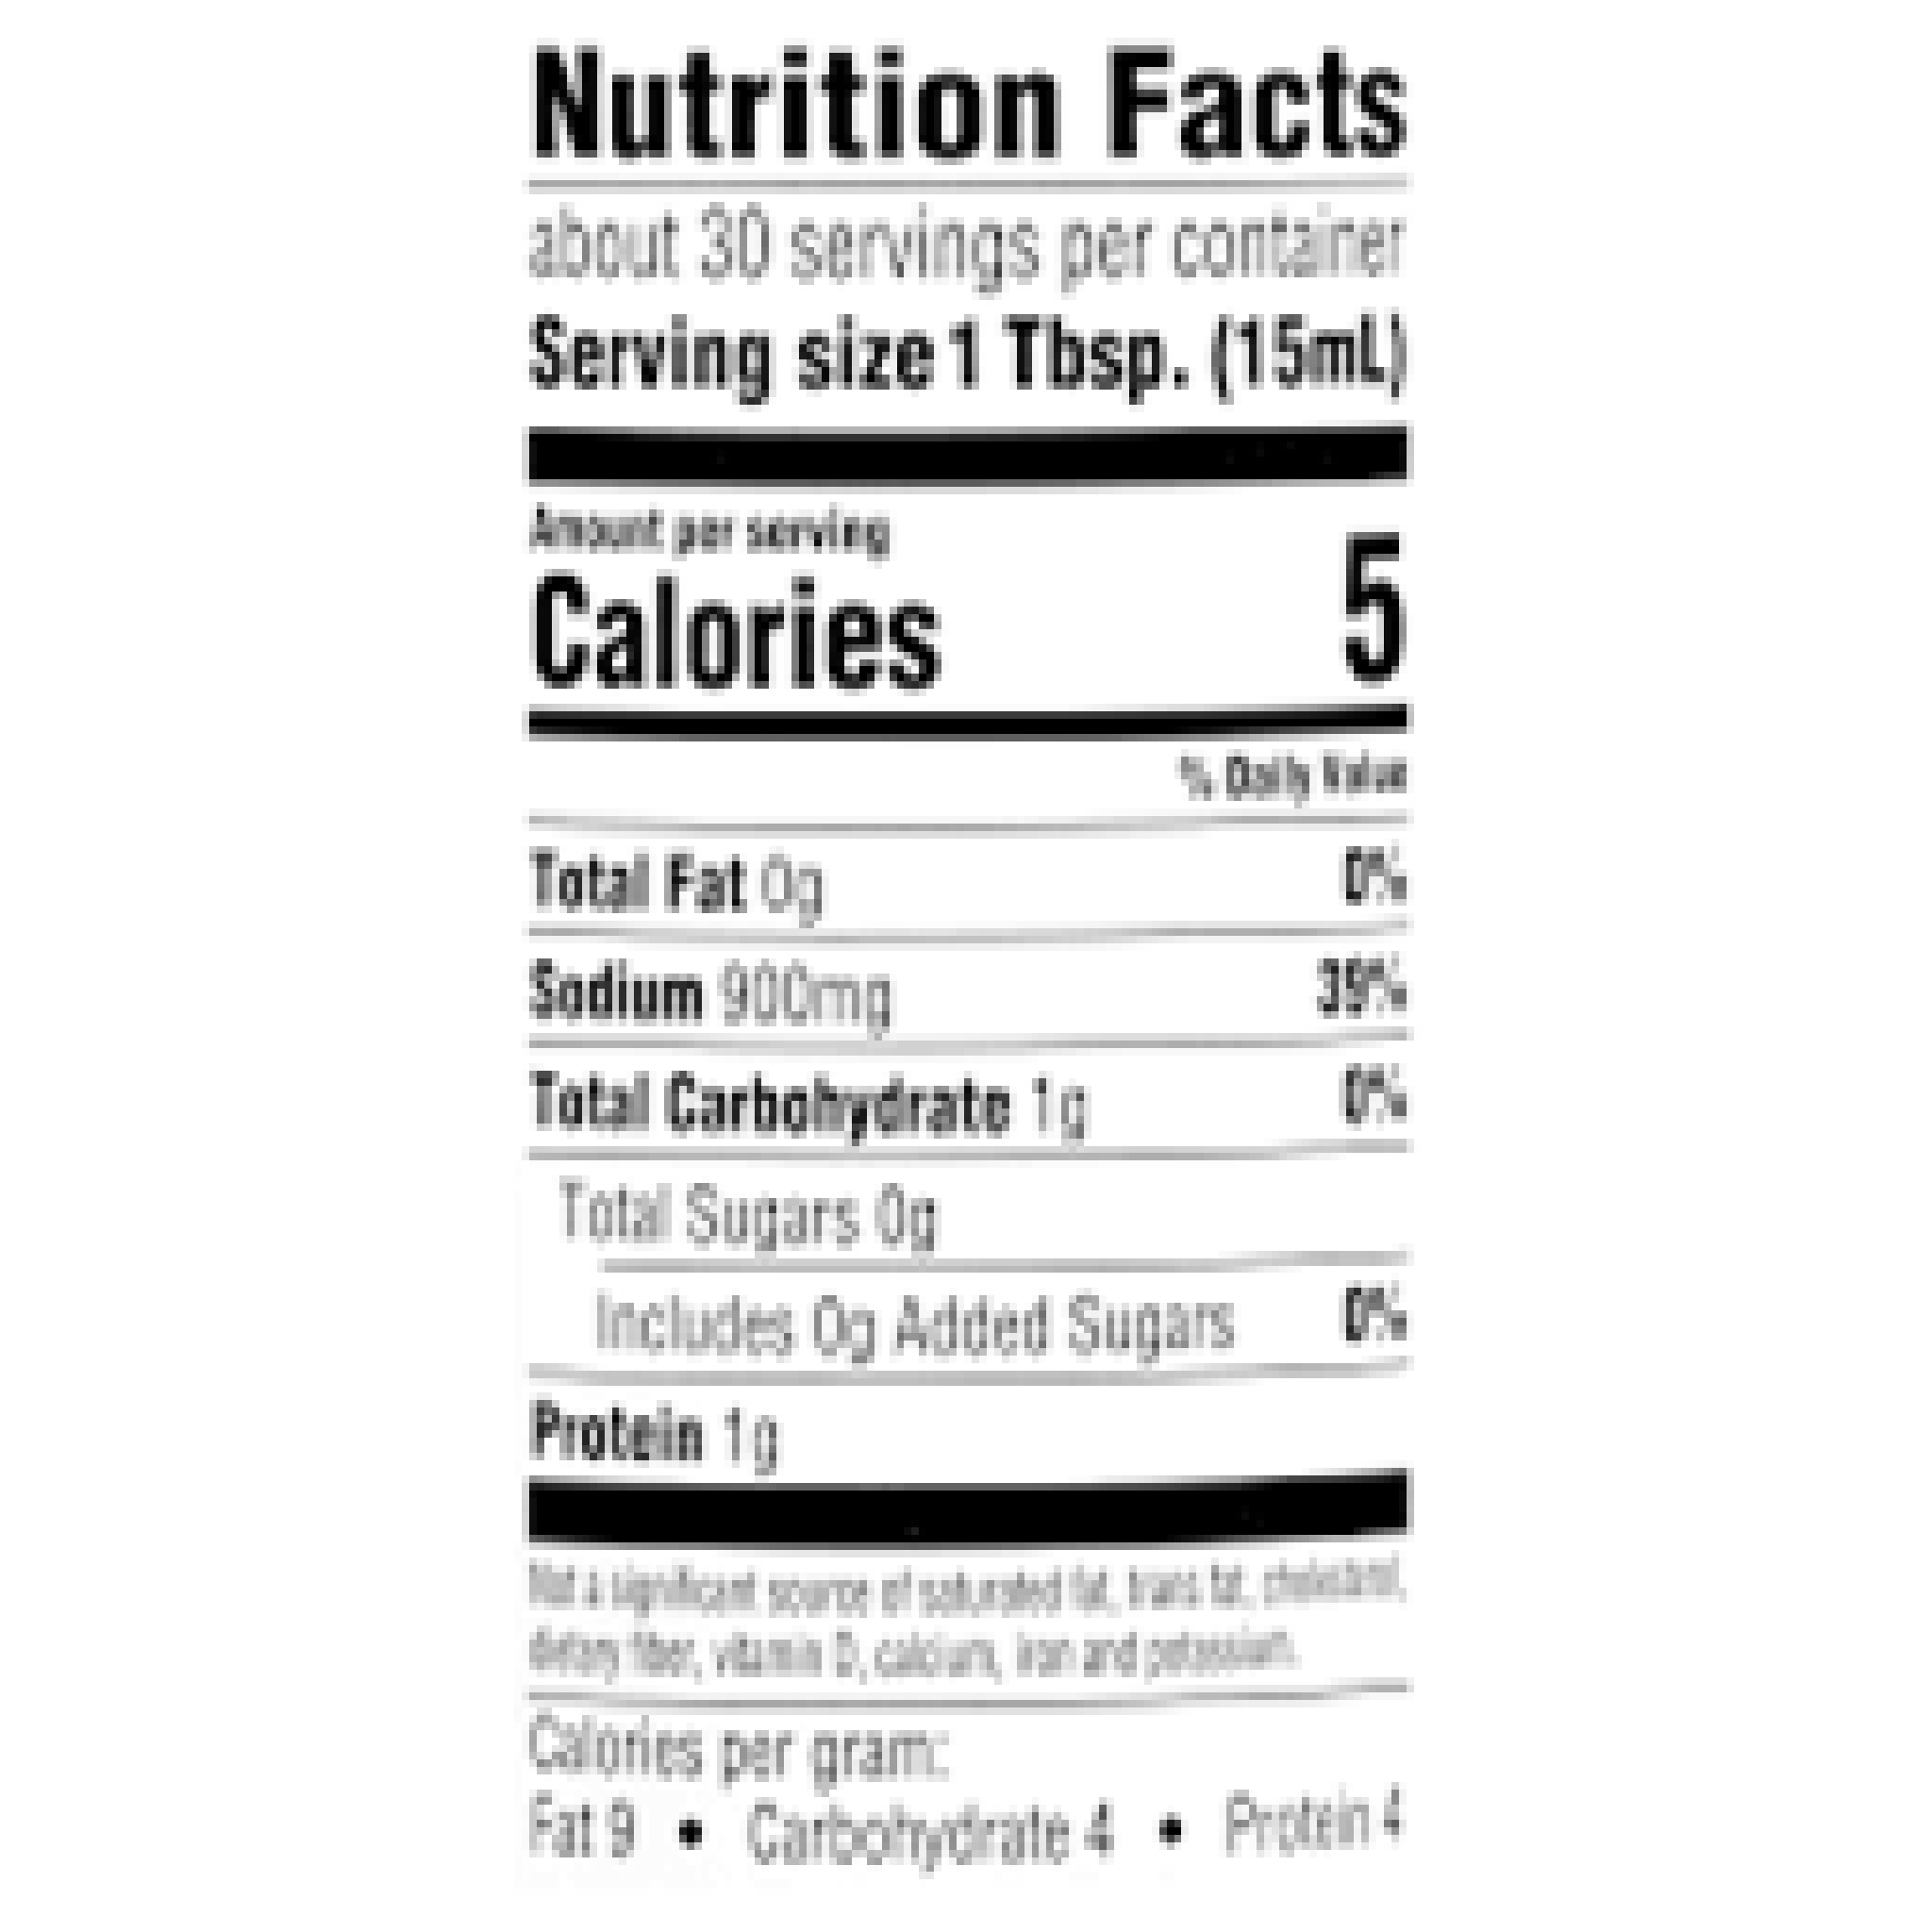 Nutrition Facts
about 30 servings per container
Serving size 1 Tbsp. (15mL)
Amount per serving
Calories 5
% Daily Value
Total Fat 0g 0%
Sodium 900mg 39%
Total Carbohydrate 1g 0%
Total Sugars 0g
Includes 0g Added Sugars 0%
Protein 1g
Not a significant source of saturated fat, trans fat, cholesterol,
dietary fiber, vitamin D, calcium, iron and potassium.
Calories per gram:
Fat 9 • Carbohydrate 4 • Protein 4